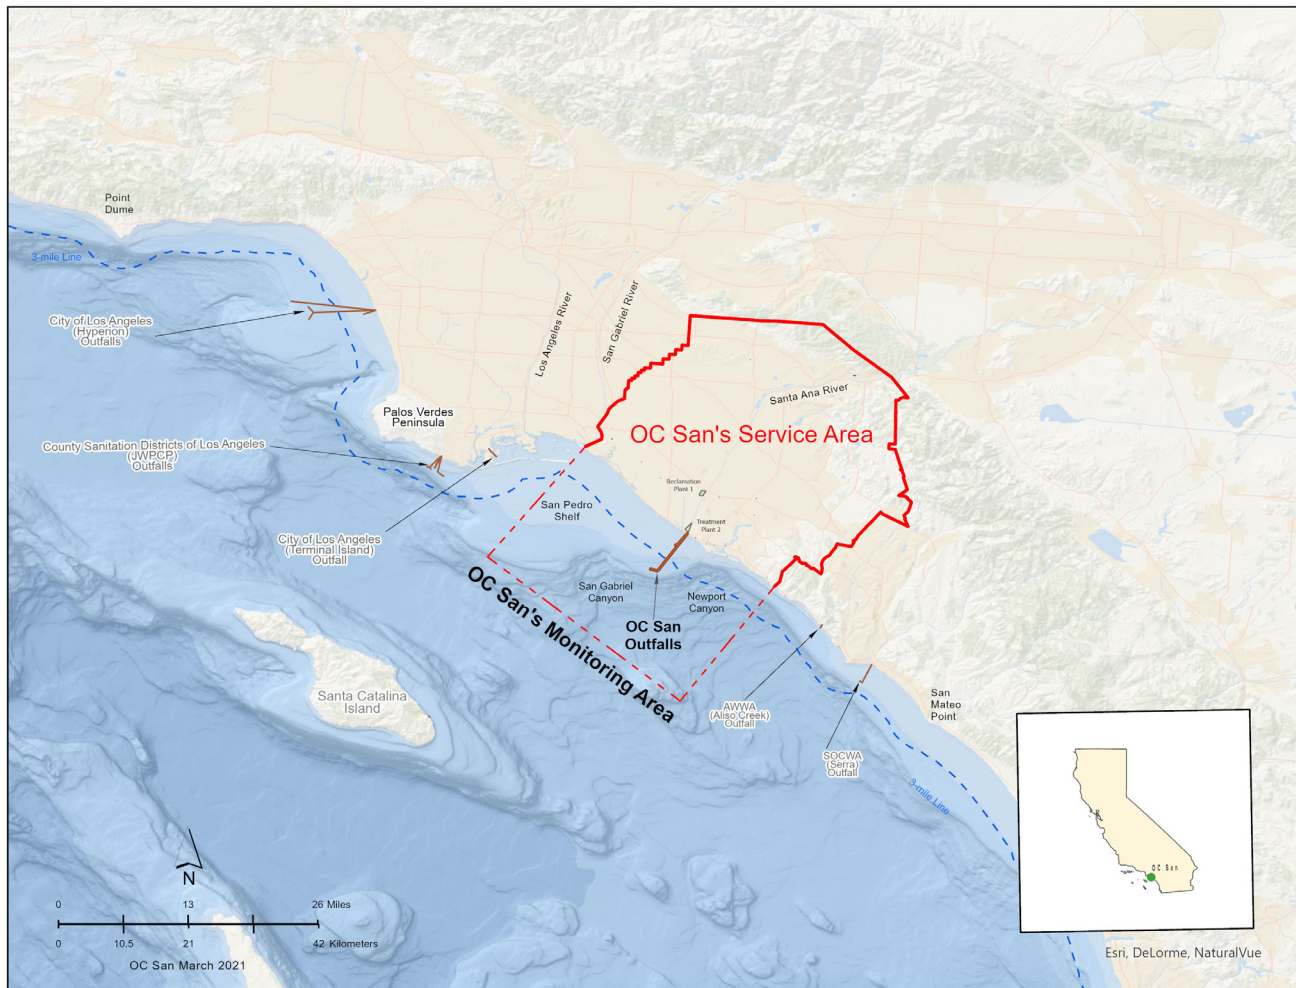 Point
Dume
3-mile Line
City of Los Angeles
(Hyperion)
Outfalls
Los Angeles River
San Gabriel River
Santa Ana River
Palos Verdes
Peninsula
OC San's Service Area
County Sanitation Districts of Los Angeles
(JWPCP)
Outfalls
Reclamation
Plant 1
San Pedro
Shelf
Treatment
Plant 2
City of Los Angeles
(Terminal Island)
Outfall
San Gabriel
Canyon
Newport
Canyon
OC San's Monitoring Area
OC San
Outfalls
Santa Catalina
Island
AWWA
(Aliso Creek)
Outfall
San
Mateo
Point
SOCWA
(Serra)
Outfall
3-mile Line
OC San
N
0 13 26 Miles
0 10.5 21 42 Kilometers
OC San March 2021
Esri, DeLorme, NaturalVue